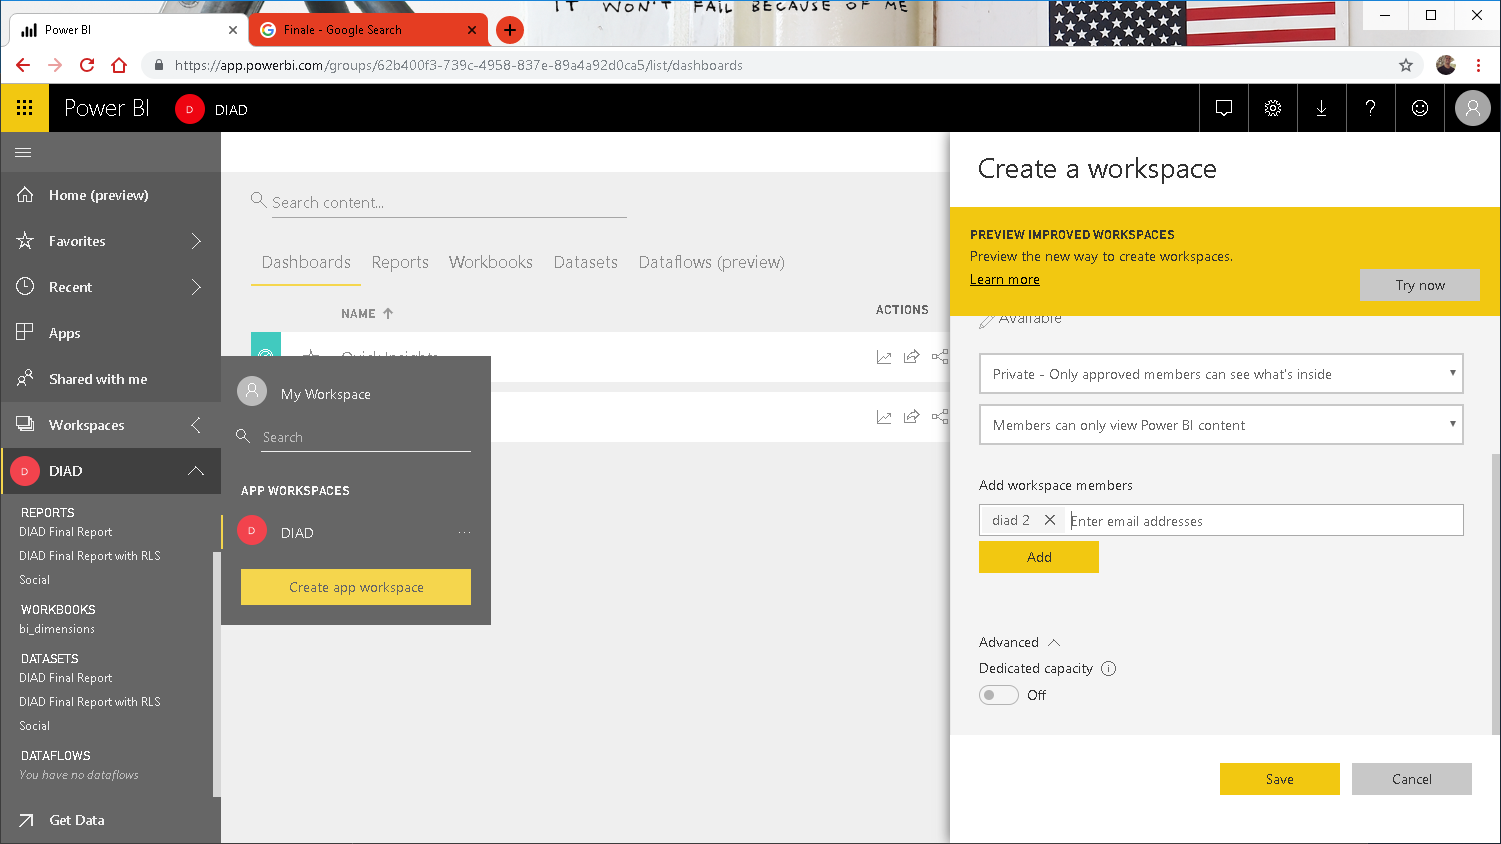 IT WON'T FAIL BECAUSE OF ME
Power BI
Finale - Google Search
https://app.powerbi.com/groups/62b400f3-739c-4958-837e-89a4a92d0ca5/list/dashboards
Power BI
D
DIAD
Home (preview)
Favorites
Recent
Apps
Shared with me
Workspaces
D
DIAD
REPORTS
DIAD Final Report
DIAD Final Report with RLS
Social
WORKBOOKS
bi_dimensions
DATASETS
DIAD Final Report
DIAD Final Report with RLS
Social
DATAFLOWS
You have no dataflows
Get Data
Search content...
Dashboards Reports Workbooks Datasets Dataflows (preview)
NAME ACTIONS
Quick Insights
My Workspace
Search
APP WORKSPACES
D
DIAD
...
Create app workspace
Create a workspace
PREVIEW IMPROVED WORKSPACES
Preview the new way to create workspaces.
Learn more
Try now
Available
Private - Only approved members can see what's inside
Members can only view Power BI content
Add workspace members
diad 2 Enter email addresses
Add
Advanced
Dedicated capacity
Off
Save Cancel